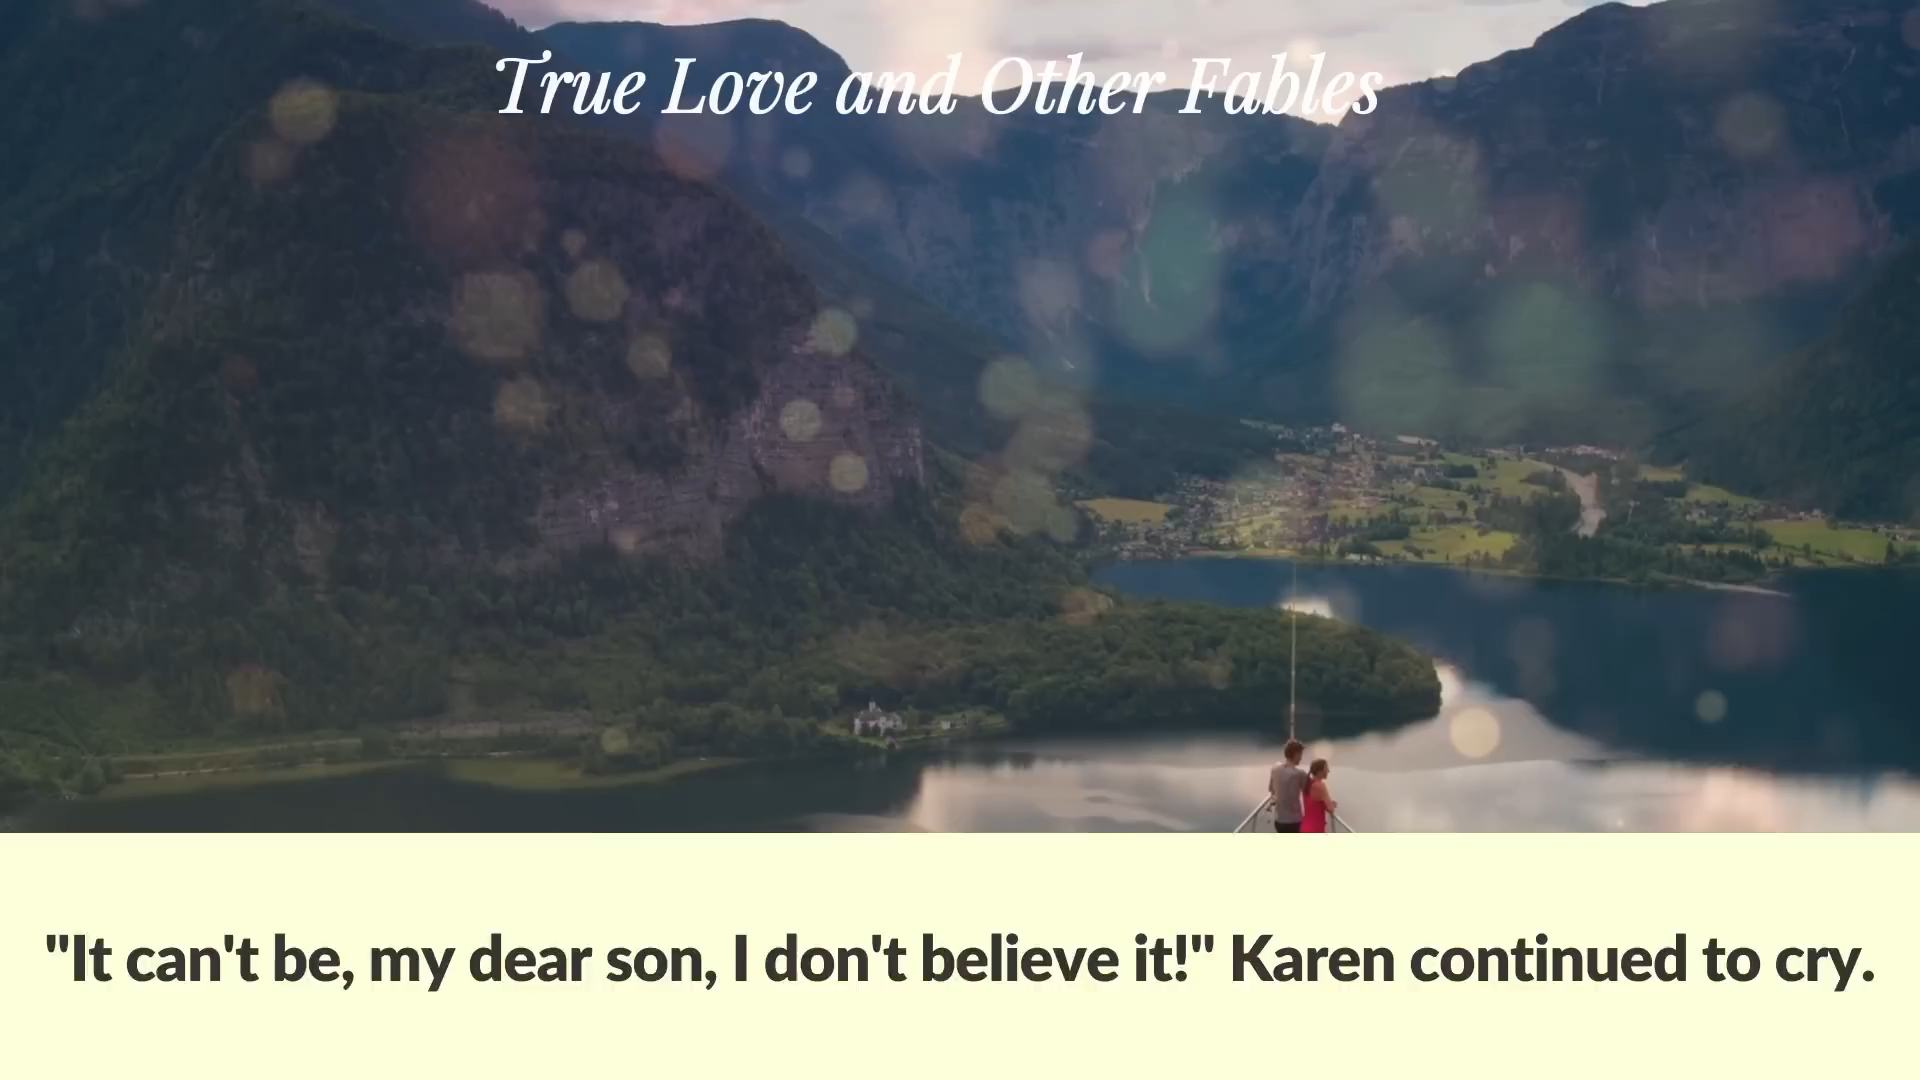 True Love and Other Fables
"It can't be, my dear son, I don't believe it!" Karen continued to cry.